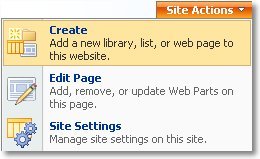 Site Actions
Create
Add a new library, list, or web page to
this website.
Edit Page
Add, remove, or update Web Parts on
this page.
Site Settings
Manage site settings on this site.